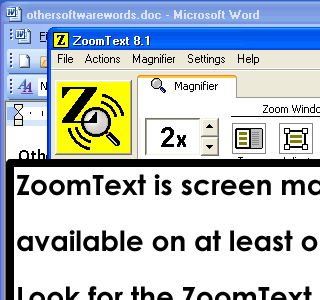 othersoftwarewords.doc - Microsoft Word
ZoomText 8.1
File Actions Magnifier Settings Help
Magnifier
Zoom Windo
2x
Oth
ZoomText is screen ma
available on at least o
Look for the ZoomText